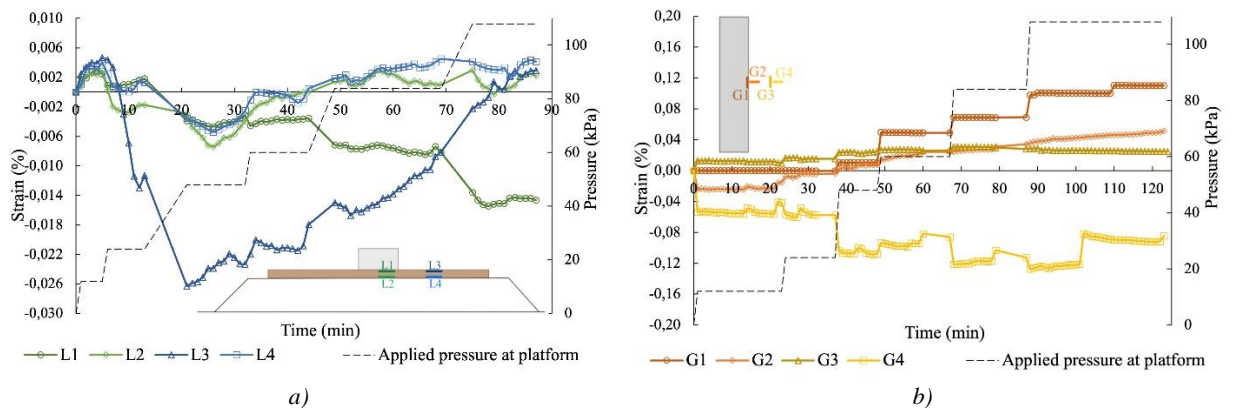 0,010
0,006
0,002
-0,002
-0,006
-0,010
-0,014
-0,018
-0,022
-0,026
-0,030
Strain (%)
0 10 20 30 40 50 60 70 80 90
100
80
60
40
20
0
Pressure (kPa)
L1 L3
L2 L4
Time (min)
L1 L2 L3 L4 Applied pressure at platform
a)
0,20
0,16
0,12
0,08
0,04
0,00
-0,04
-0,08
-0,12
-0,16
-0,20
Strain (%)
0 10 20 30 40 50 60 70 80 90 100 110 120
100
80
60
40
20
0
Pressure (kPa)
G2 G4
G1 G3
Time (min)
G1 G2 G3 G4 Applied pressure at platform
b)